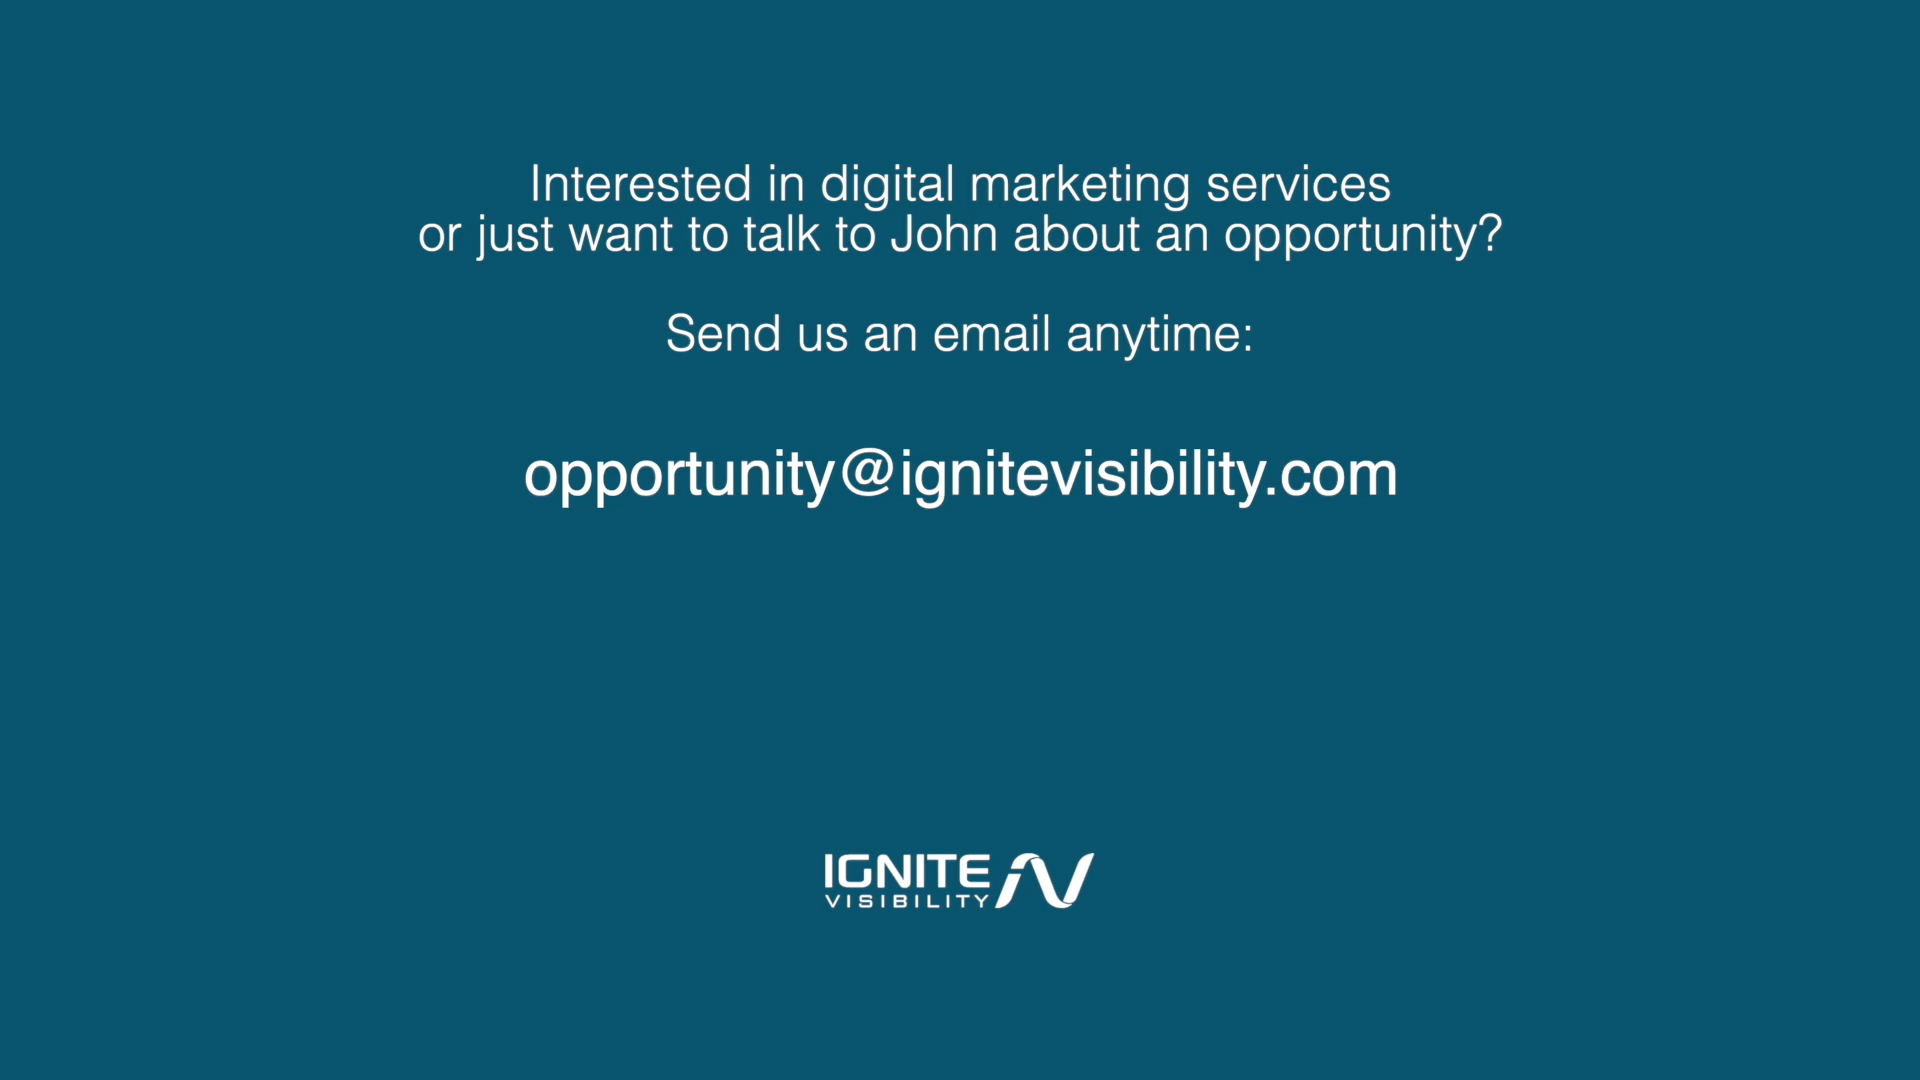 Interested in digital marketing services
or just want to talk to John about an opportunity?
Send us an email anytime:
opportunity@ignitevisibility.com
IGNITE
VISIBILITY